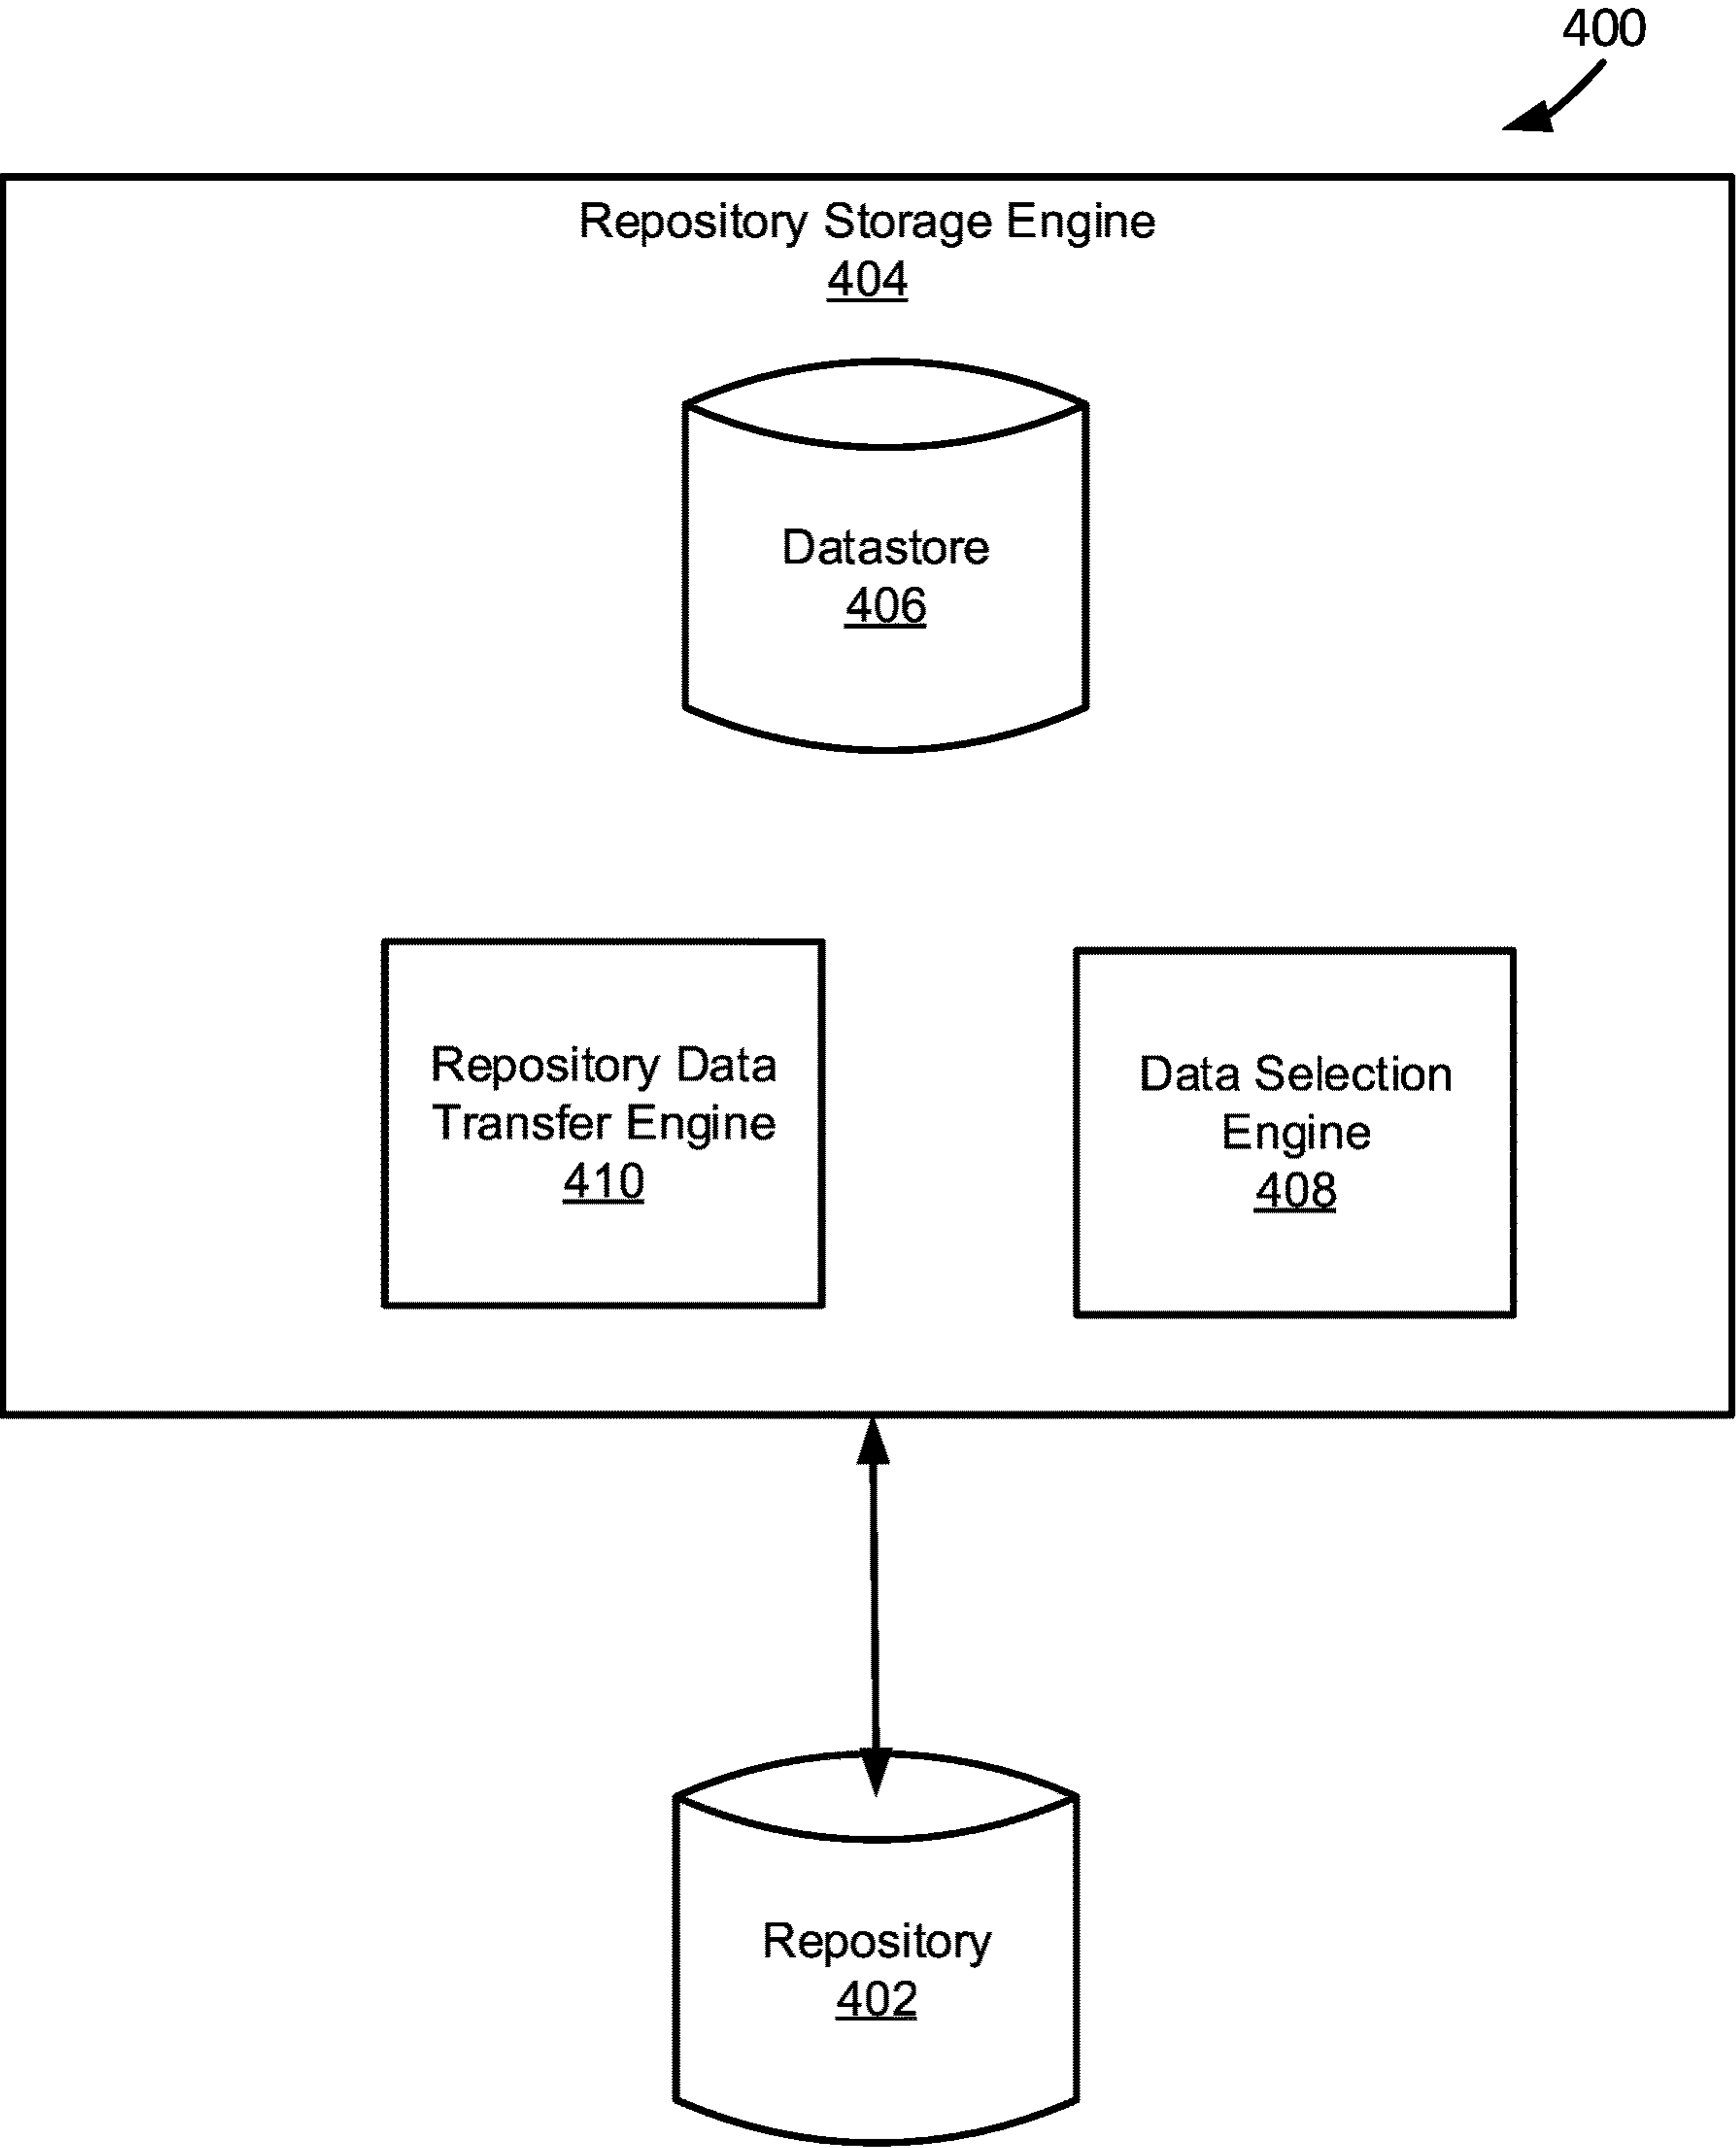 400
Repository Storage Engine
404
Datastore
406
Repository Data
Transfer Engine
410
Data Selection
Engine
408
Repository
402